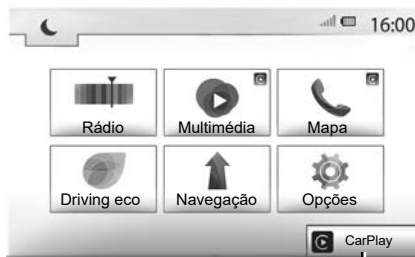 16:00
Rádio Multimédia Mapa
Driving eco Navegação Opções
CarPlay